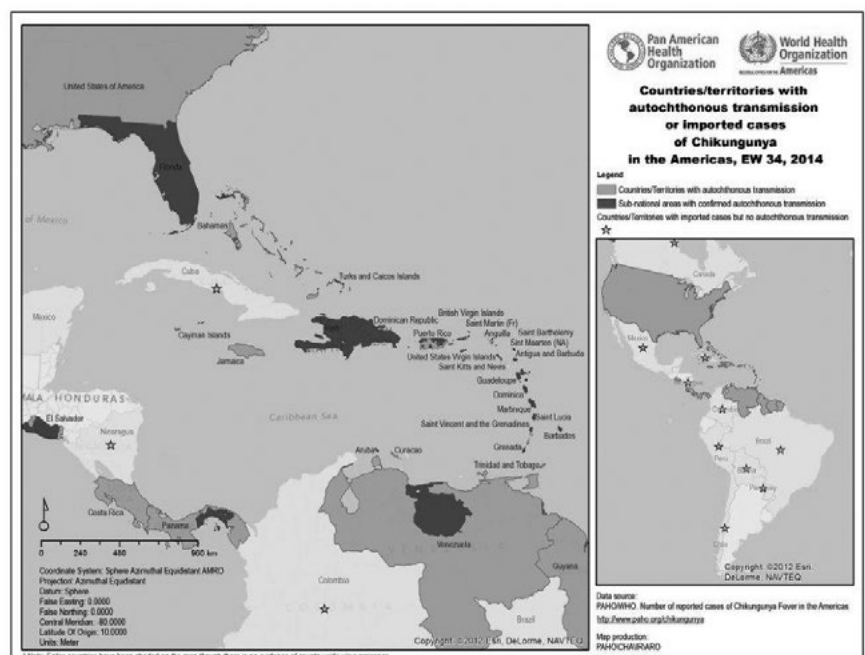 Pan American
Health
Organization
World Health
Organization
Americas
Countries/territories with
autochthonous transmission
or imported cases
of Chikungunya
in the Americas, EW 34, 2014
Legend
Countries/Territories with autochthonous transmission
Sub-national areas with confirmed autochthonous transmission
Countries/Territories with imported cases but no autochthonous transmission
United States of America
Florida
of Mexico
Bahamas
Cuba
Turks and Caicos Islands
Mexico
Cayman Islands
Jamaica
Dominican Republic
Puerto Rico
British Virgin Islands
Saint Martin (Fr)
Anguilla
Saint Barthelemy
Sint Maarten (NA)
United States Virgin Islands
Antigua and Barbuda
Saint Kitts and Nevis
Guadeloupe
Dominica
Martinique
Saint Lucia
Saint Vincent and the Grenadines
Barbados
Grenada
Caribbean Sea
MALA HONDURAS
El Salvador
Nicaragua
Aruba
Curacao
Trinidad and Tobago
Costa Rica
Panama
Venezuela
Guyana
Colombia
Brazil
0 240 480 960 km
Coordinate System: Sphere Azimuthal Equidistant AMRO
Projection: Azimuthal Equidistant
Datum: Sphere
False Easting: 0.0000
False Northing: 0.0000
Central Meridian: -80.0000
Latitude Of Origin: 10.0000
Units: Meter
Copyright: ©2012 Esri, DeLorme, NAVTEQ
Canada
Mexico
Colombia
Peru
Brazil
Bolivia
Paraguay
Chile
Copyright: ©2012 Esri,
DeLorme, NAVTEQ
Data source:
PAHO/WHO. Number of reported cases of Chikungunya Fever in the Americas
http://www.paho.org/chikungunya
Map production:
PAHO\CHA\IR\ARO